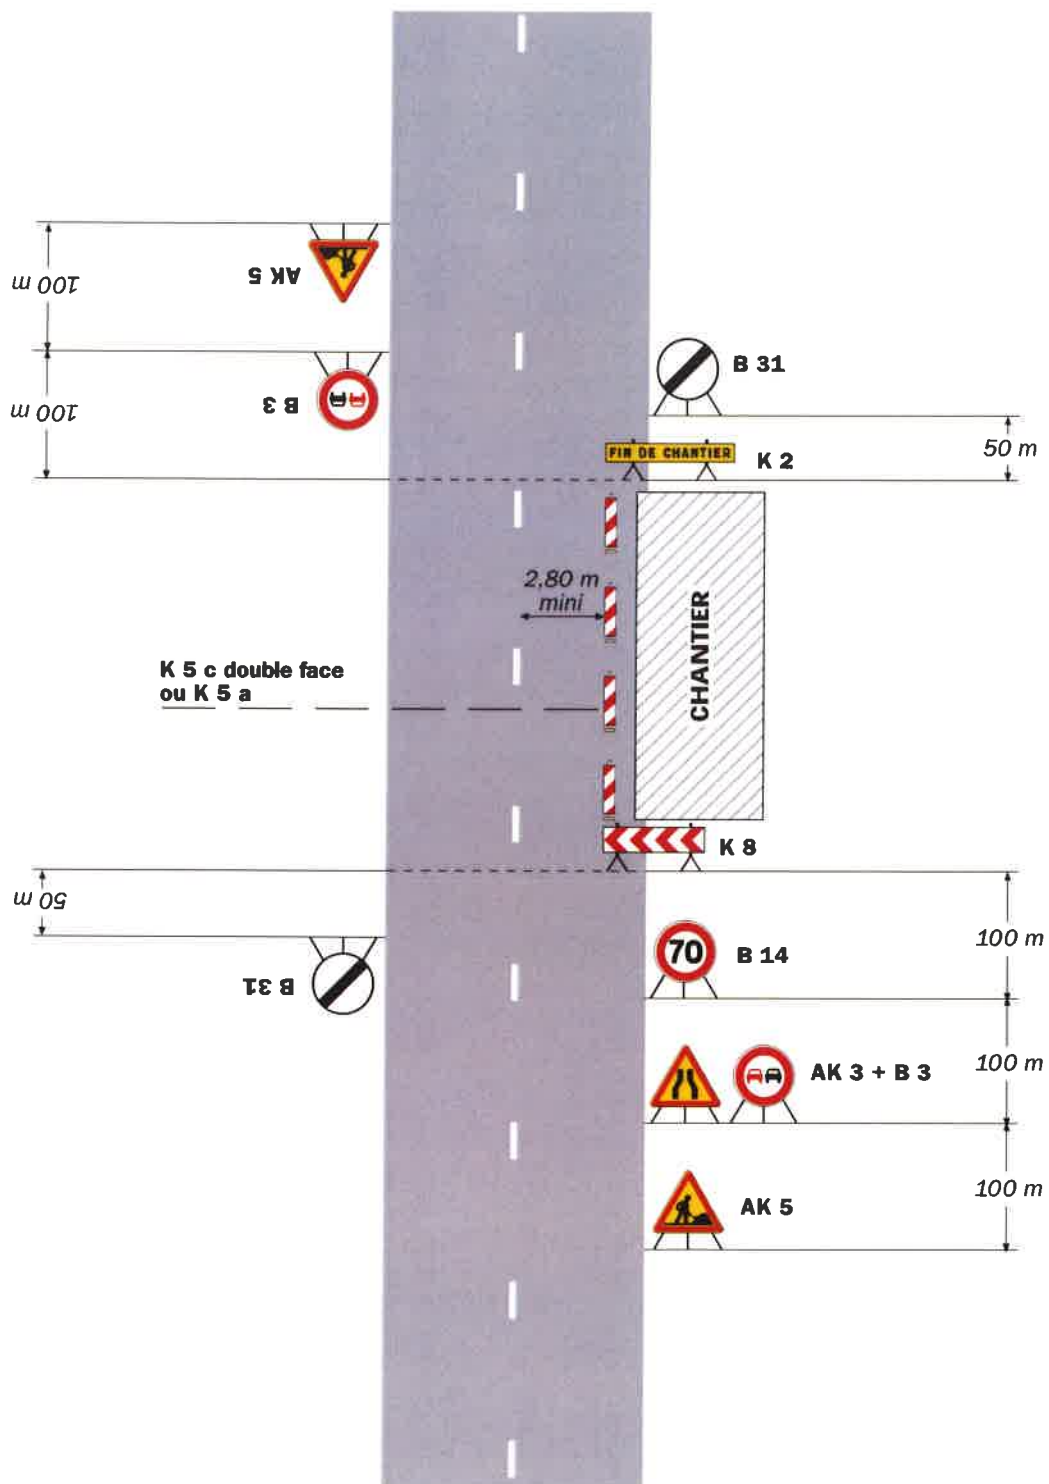 AK 5
100 m
B 3
100 m
B 31
50 m
FIN DE CHANTIER
K 2
2,80 m
mini
CHANTIER
K 5 c double face
ou K 5 a
K 8
50 m
B 31
100 m
70
B 14
100 m
AK 3 + B 3
100 m
AK 5